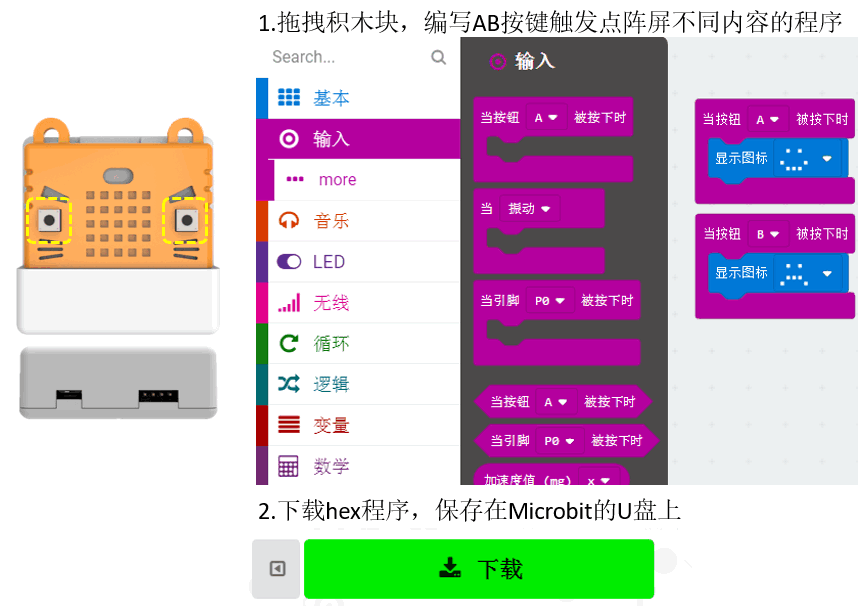 1.拖拽积木块，编写AB按键触发点阵屏不同内容的程序
Search...
基本
输入
more
音乐
LED
无线
循环
逻辑
变量
数学
输入
当按钮 A 被按下时
当 振动
当引脚 P0 被按下时
当按钮 A 被按下时
当引脚 P0 被按下时
加速度值 (mg) x
当按钮 A 被按下时
显示图标
当按钮 B 被按下时
显示图标
2.下载hex程序，保存在Microbit的U盘上
下载